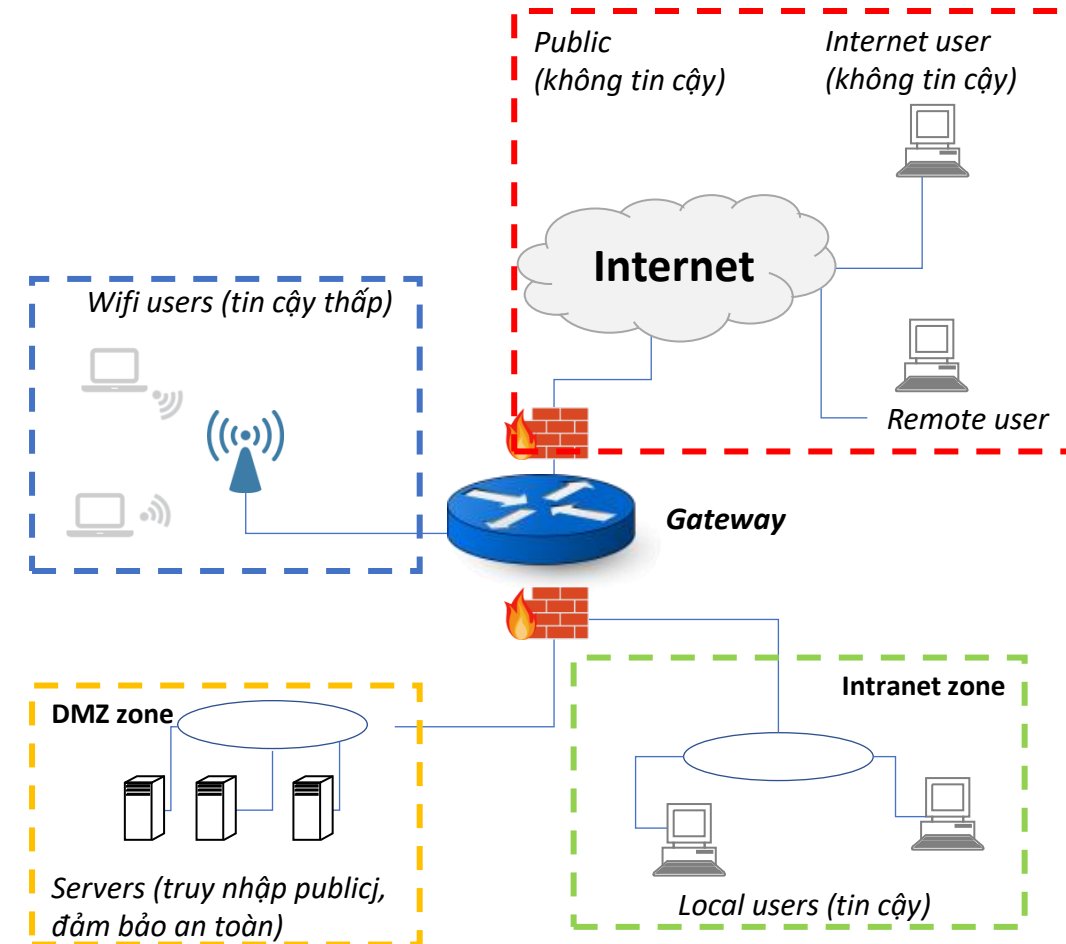 Public
(không tin cậy)
Internet user
(không tin cậy)
Internet
Wifi users (tin cậy thấp)
Remote user
Gateway
DMZ zone
Intranet zone
Servers (truy nhập publicj,
đảm bảo an toàn)
Local users (tin cậy)